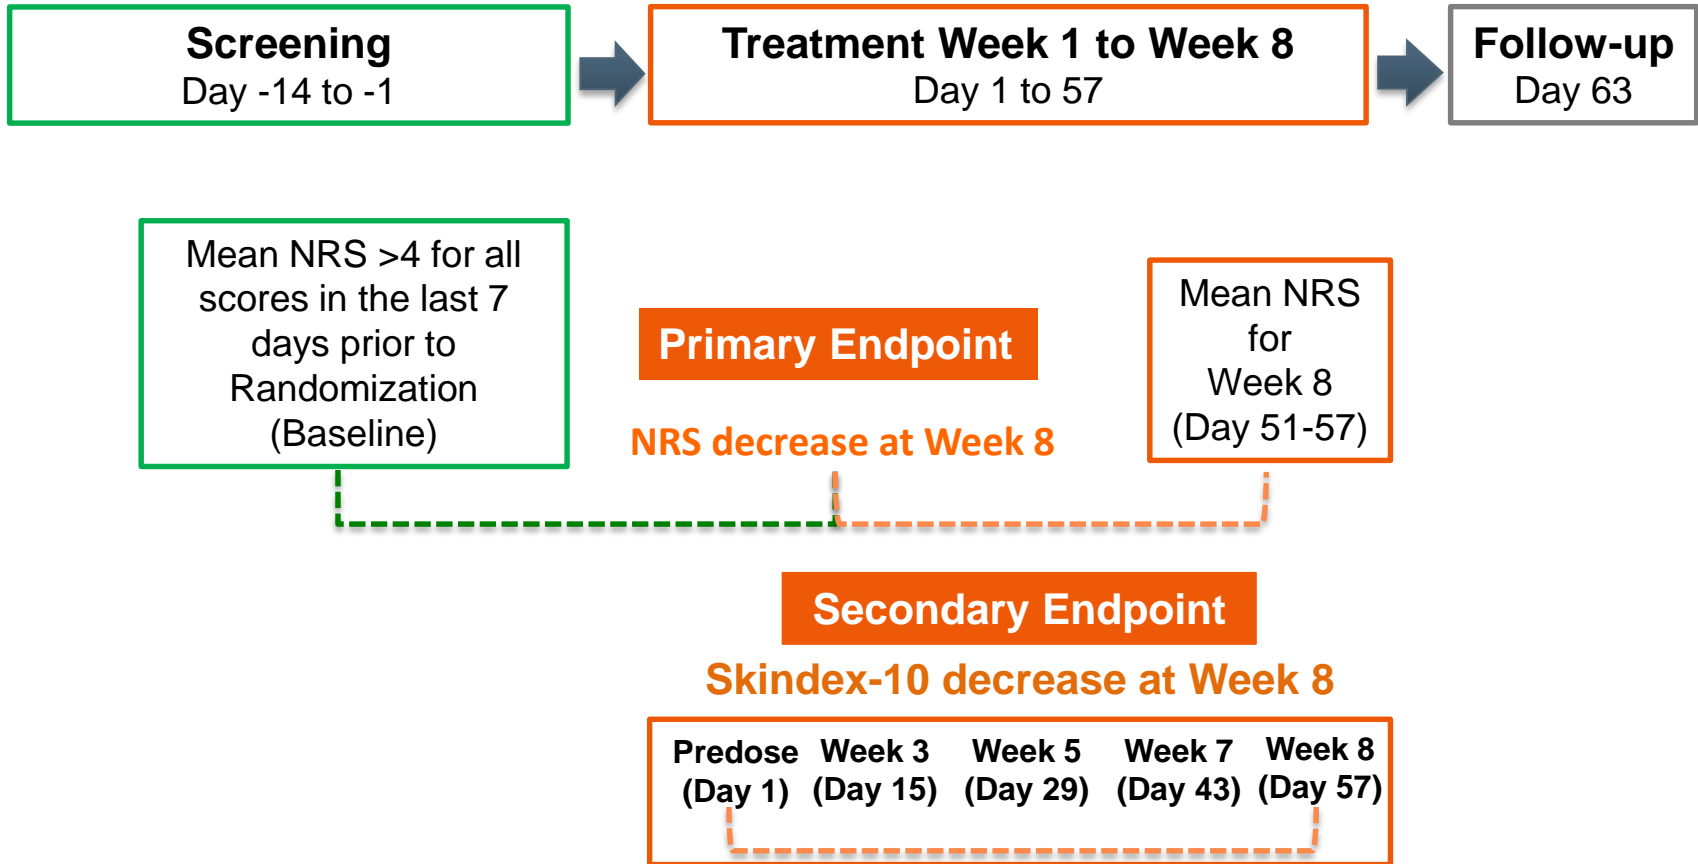 Screening
Day -14 to -1
Treatment Week 1 to Week 8
Day 1 to 57
Follow-up
Day 63
Mean NRS >4 for all
scores in the last 7
days prior to
Randomization
(Baseline)
Primary Endpoint
NRS decrease at Week 8
Mean NRS
for
Week 8
(Day 51-57)
Secondary Endpoint
Skindex-10 decrease at Week 8
Predose Week 3 Week 5 Week 7 Week 8
(Day 1) (Day 15) (Day 29) (Day 43) (Day 57)